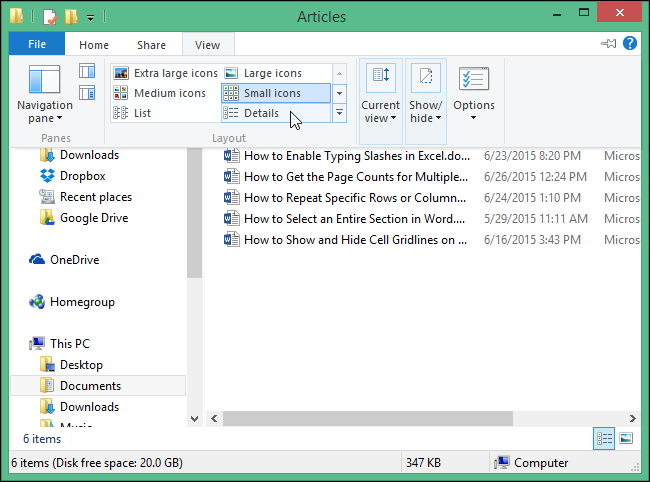 Articles
File Home Share View
Navigation pane
Extra large icons Large icons
Medium icons Small icons
List Details
Current view
Show/ hide
Options
Panes Layout
Downloads
Dropbox
Recent places
Google Drive
OneDrive
Homegroup
This PC
Desktop
Documents
Downloads
How to Enable Typing Slashes in Excel.do... 6/23/2015 8:20 PM Micros
How to Get the Page Counts for Multiple... 6/26/2015 12:24 PM Micros
How to Repeat Specific Rows or Column... 6/24/2015 1:10 PM Micros
How to Select an Entire Section in Word.... 5/29/2015 11:11 AM Micros
How to Show and Hide Cell Gridlines on ... 6/16/2015 3:43 PM Micros
6 items
6 items (Disk free space: 20.0 GB) 347 KB Computer